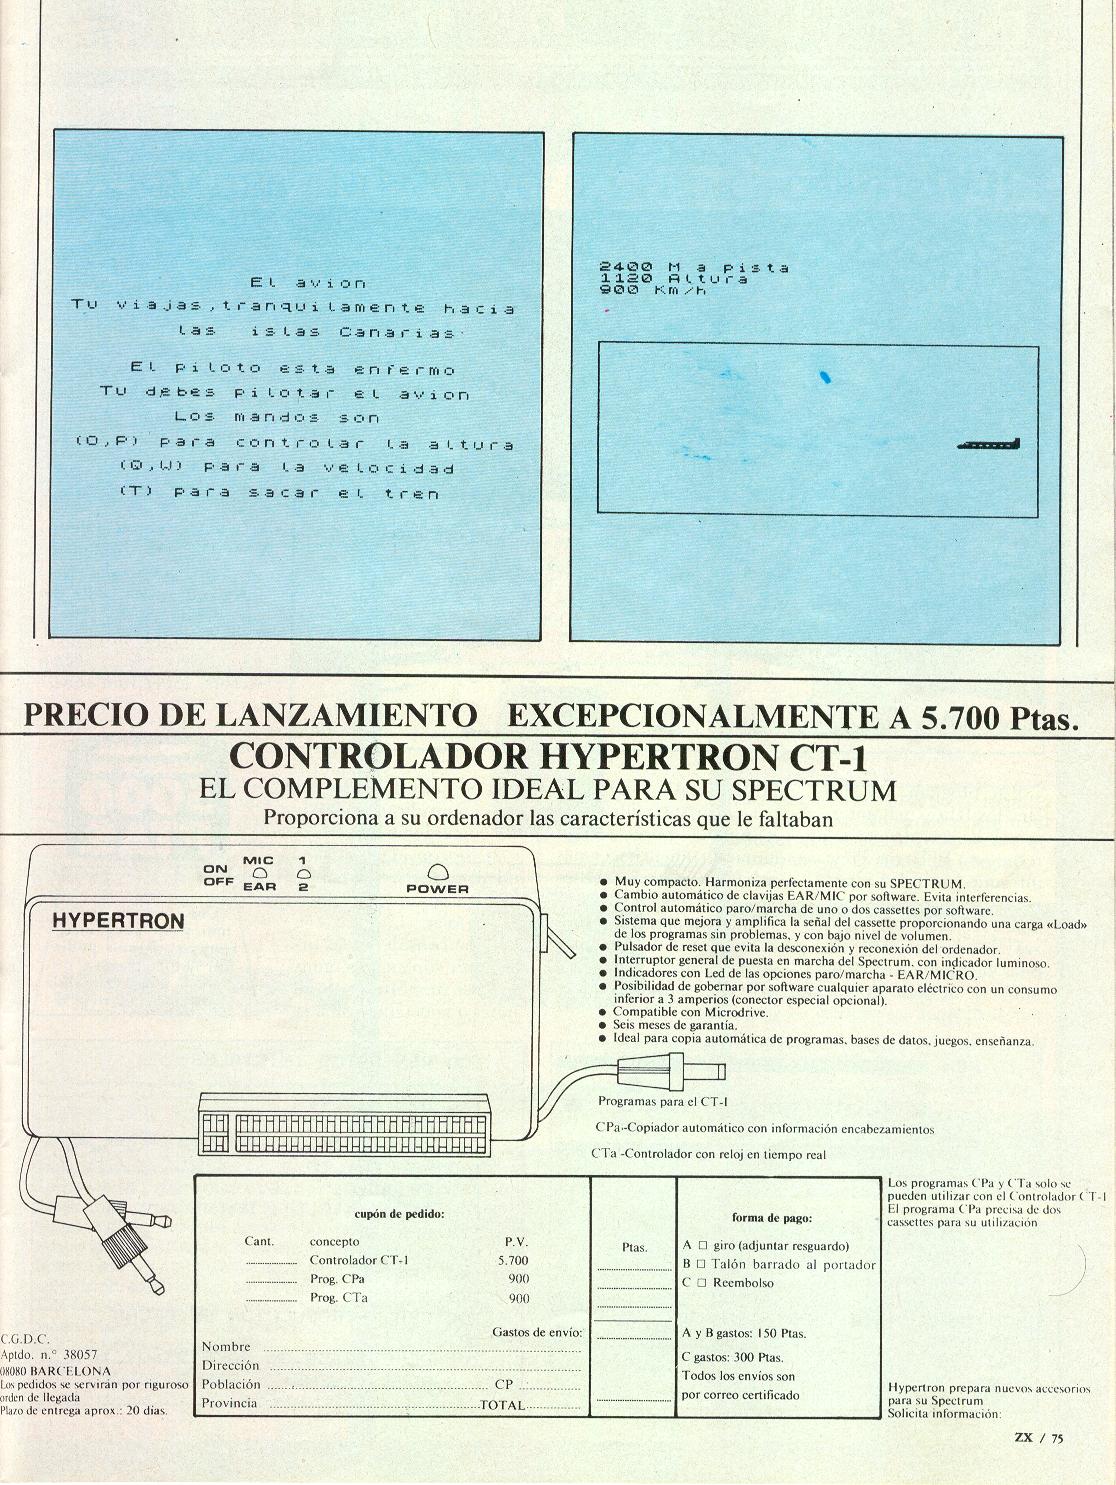 El avion
Tu viajas,tranquilamente hacia
las islas Canarias
El piloto esta enfermo
Tu debes pilotar el avion
Los mandos son
(O,P) para controlar la altura
(Q,W) para la velocidad
(T) para sacar el tren
2400 M a pista
1120 Altura
900 Km/h
PRECIO DE LANZAMIENTO EXCEPCIONALMENTE A 5.700 Ptas.
CONTROLADOR HYPERTRON CT-1
EL COMPLEMENTO IDEAL PARA SU SPECTRUM
Proporciona a su ordenador las características que le faltaban
ON OFF
MIC EAR
1 2
POWER
HYPERTRON
● Muy compacto. Harmoniza perfectamente con su SPECTRUM.
● Cambio automático de clavijas EAR/MIC por software. Evita interferencias.
● Control automático paro/marcha de uno o dos cassettes por software.
● Sistema que mejora y amplifica la señal del cassette proporcionando una carga «Load»
de los programas sin problemas, y con bajo nivel de volumen.
● Pulsador de reset que evita la desconexión y reconexión del ordenador.
● Interruptor general de puesta en marcha del Spectrum, con indicador luminoso.
● Indicadores con Led de las opciones paro/marcha - EAR/MICRO.
● Posibilidad de gobernar por software cualquier aparato eléctrico con un consumo
inferior a 3 amperios (conector especial opcional).
● Compatible con Microdrive.
● Seis meses de garantía.
● Ideal para copia automática de programas, bases de datos, juegos, enseñanza.
Programas para el CT-1
CPa.-Copiador automático con información encabezamientos
CTa -Controlador con reloj en tiempo real
cupón de pedido:
Cant. concepto P.V.
Controlador CT-1 5.700
Prog. CPa 900
Prog. CTa 900
Gastos de envío:
Nombre
Dirección
Población CP
Provincia TOTAL
Ptas.
forma de pago:
A □ giro (adjuntar resguardo)
B □ Talón barrado al portador
C □ Reembolso
A y B gastos: 150 Ptas.
C gastos: 300 Ptas.
Todos los envíos son
por correo certificado
Los programas CPa y CTa solo se
pueden utilizar con el Controlador CT-1
El programa CPa precisa de dos
cassettes para su utilización
Hypertron prepara nuevos accesorios
para su Spectrum
Solicita información:
C.G.D.C.
Aptdo. n.° 38057
08080 BARCELONA
Los pedidos se servirán por riguroso
orden de llegada
Plazo de entrega aprox.: 20 días.
ZX / 75